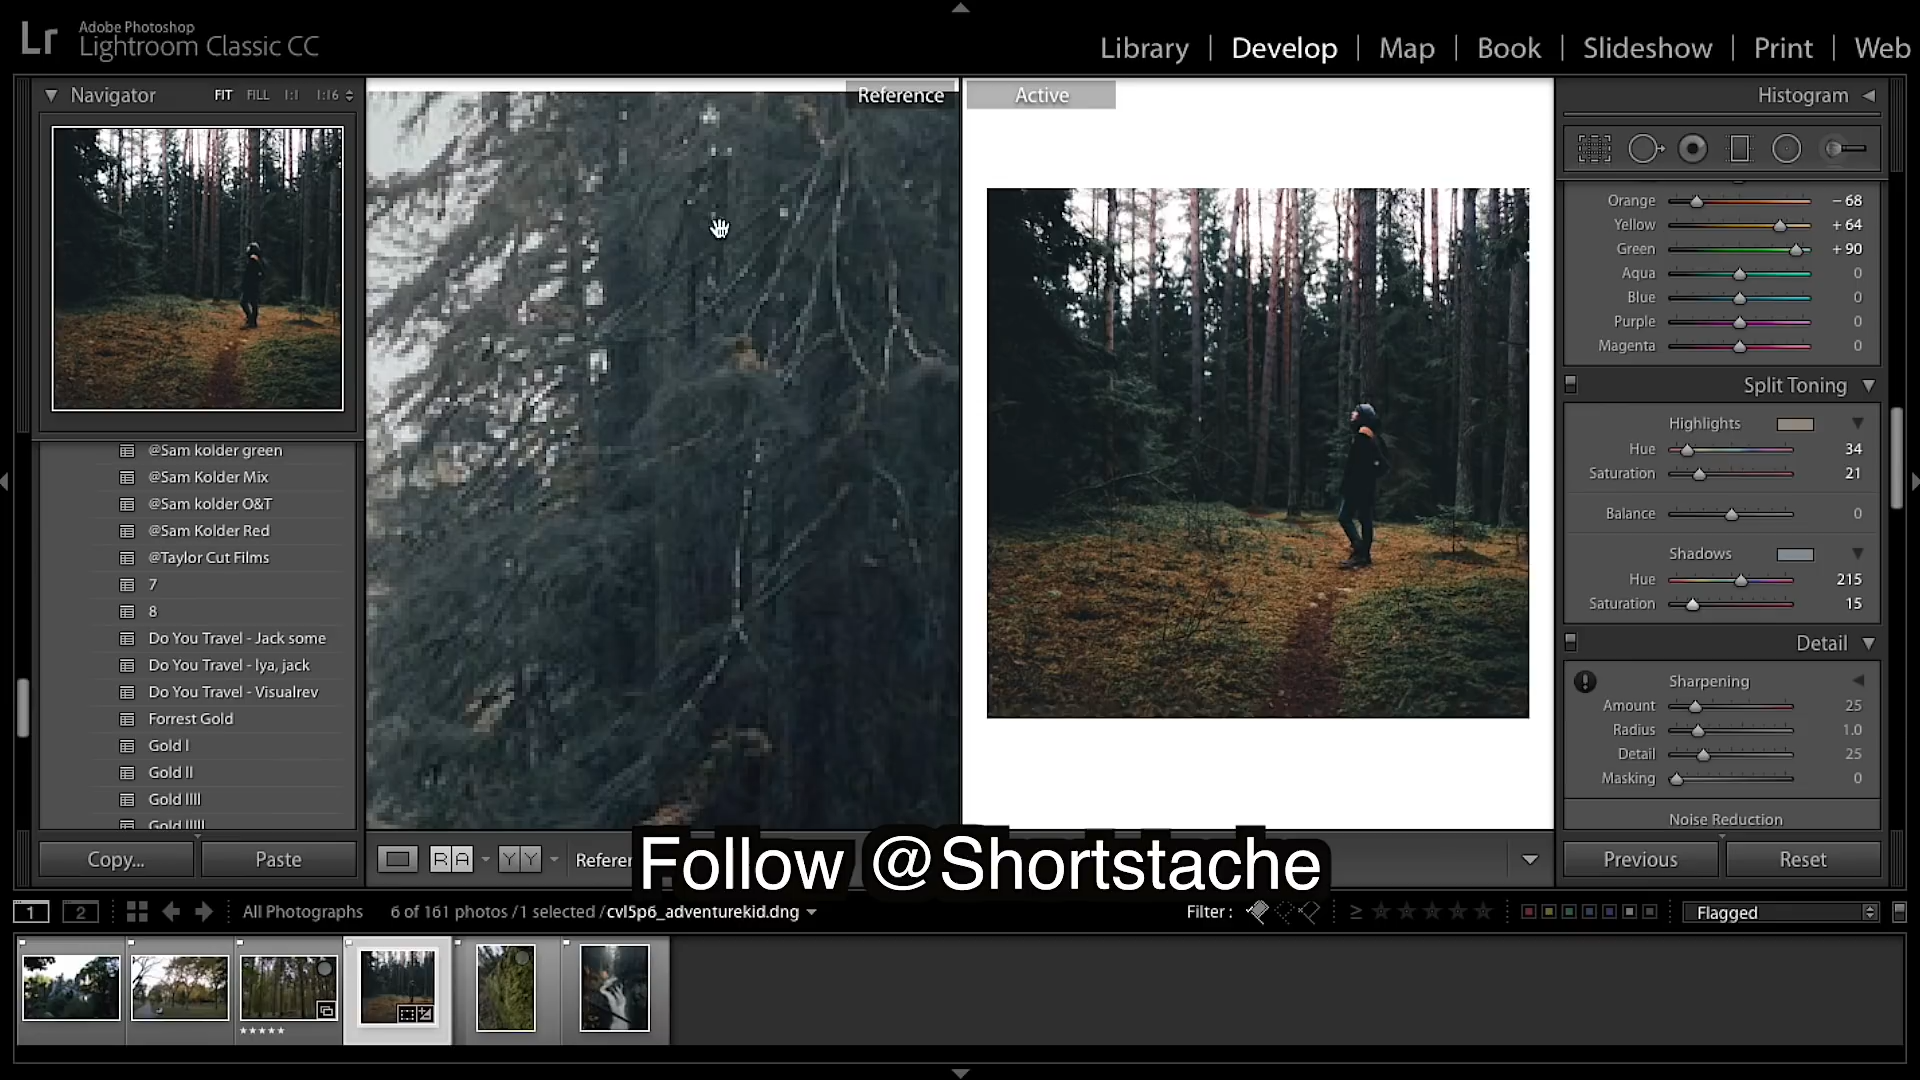 Lr Adobe Photoshop
Lightroom Classic CC
Library | Develop | Map | Book | Slideshow | Print | Web
Navigator FIT FILL 1:1 1:16
Reference
Active
Histogram
Orange -68
Yellow +64
Green +90
Aqua 0
Blue 0
Purple 0
Magenta 0
Split Toning
Highlights
Hue 34
Saturation 21
Balance 0
Shadows
Hue 215
Saturation 15
Detail
Sharpening
Amount 25
Radius 1.0
Detail 25
Masking 0
Noise Reduction
@Sam kolder green
@Sam Kolder Mix
@Sam kolder O&T
@Sam Kolder Red
@Taylor Cut Films
7
8
Do You Travel - Jack some
Do You Travel - lya, jack
Do You Travel - Visualrev
Forrest Gold
Gold l
Gold ll
Gold llll
Gold lllll
Copy... Paste
R A Y Y Referen
Follow @Shortstache
Previous Reset
1 2 All Photographs 6 of 161 photos /1 selected /cvl5p6_adventurekid.dng
Filter : ≥ Flagged